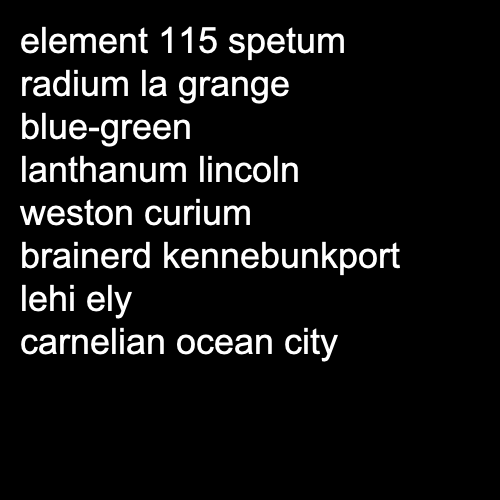 element 115 spetum
radium la grange
blue-green
lanthanum lincoln
weston curium
brainerd kennebunkport
lehi ely
carnelian ocean city